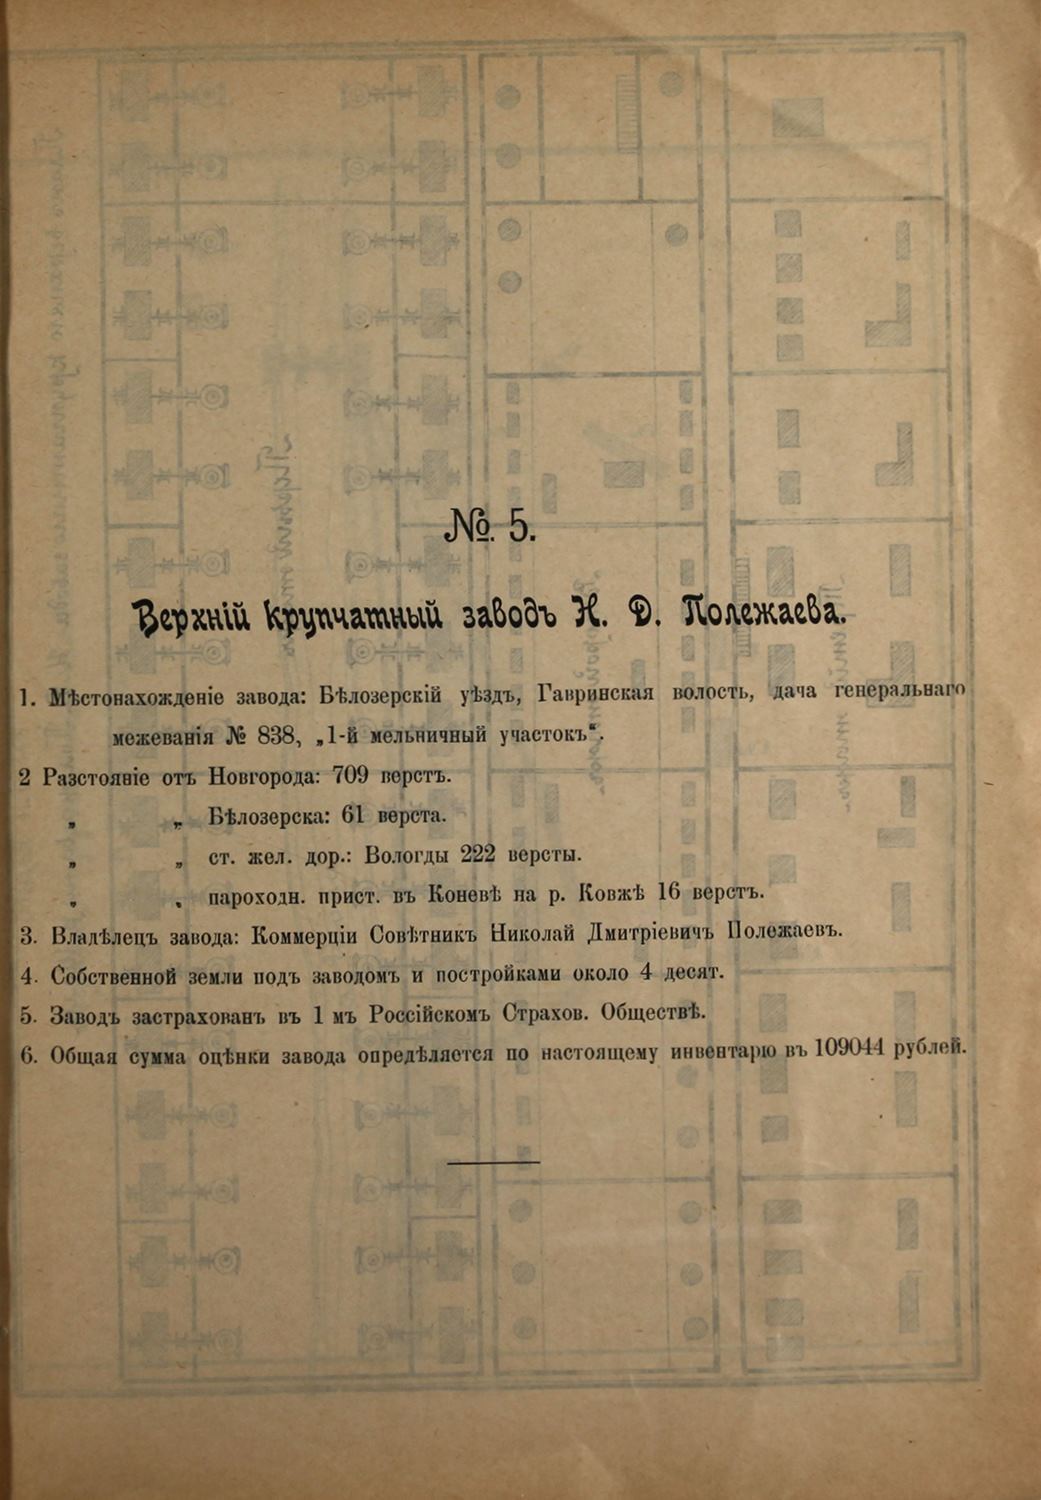 №. 5.
Верхній крупчатный заводъ Н. Д. Полежаева.
1. Мѣстонахожденіе завода: Бѣлозерскій уѣздъ, Гавринская волость, дача генеральнаго
межеванія № 838, „1-й мельничный участокъ“.
2 Разстояніе отъ Новгорода: 709 верстъ.
„ „ Бѣлозерска: 61 верста.
„ „ ст. жел. дор.: Вологды 222 версты.
„ „ пароходн. прист. въ Коневѣ на р. Ковжѣ 16 верстъ.
3. Владѣлецъ завода: Коммерціи Совѣтникъ Николай Дмитріевичъ Полежаевъ.
4. Собственной земли подъ заводомъ и постройками около 4 десят.
5. Заводъ застрахованъ въ 1 мъ Россійскомъ Страхов. Обществѣ.
6. Общая сумма оцѣнки завода опредѣляется по настоящему инвентарю въ 109044 рублей.